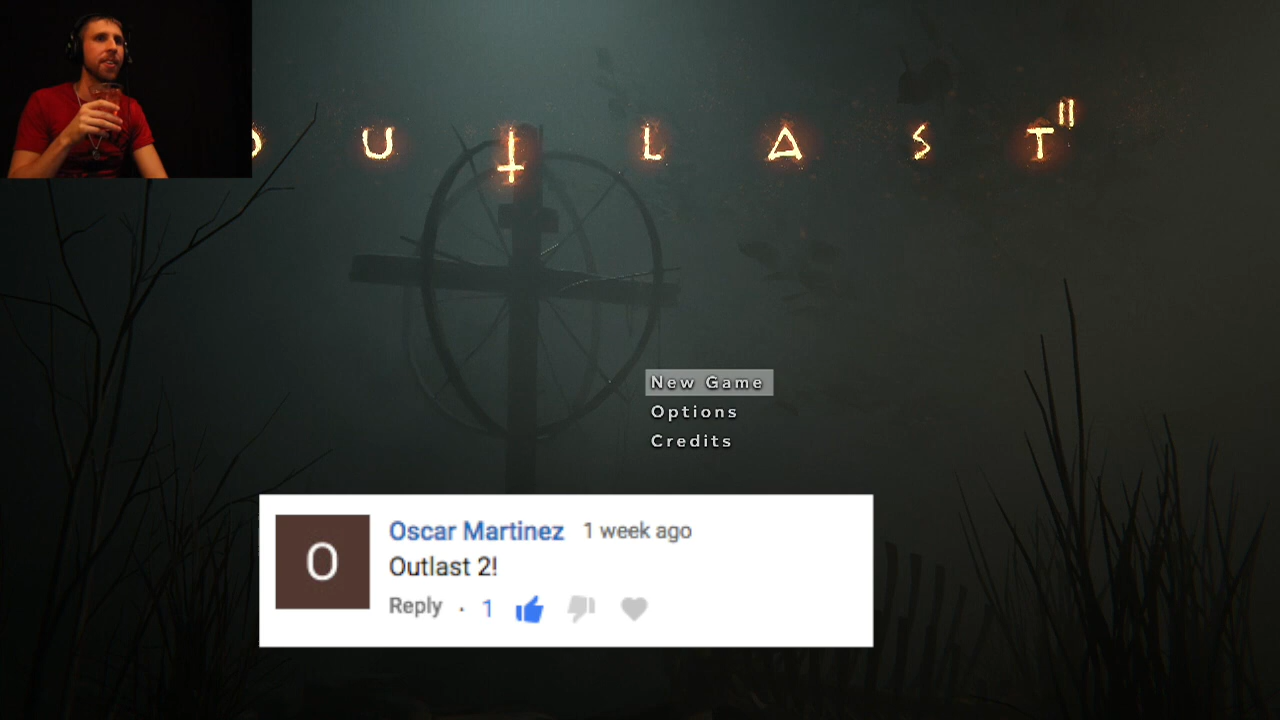 OUTLAST II
New Game
Options
Credits
O
Oscar Martinez 1 week ago
Outlast 2!
Reply · 1